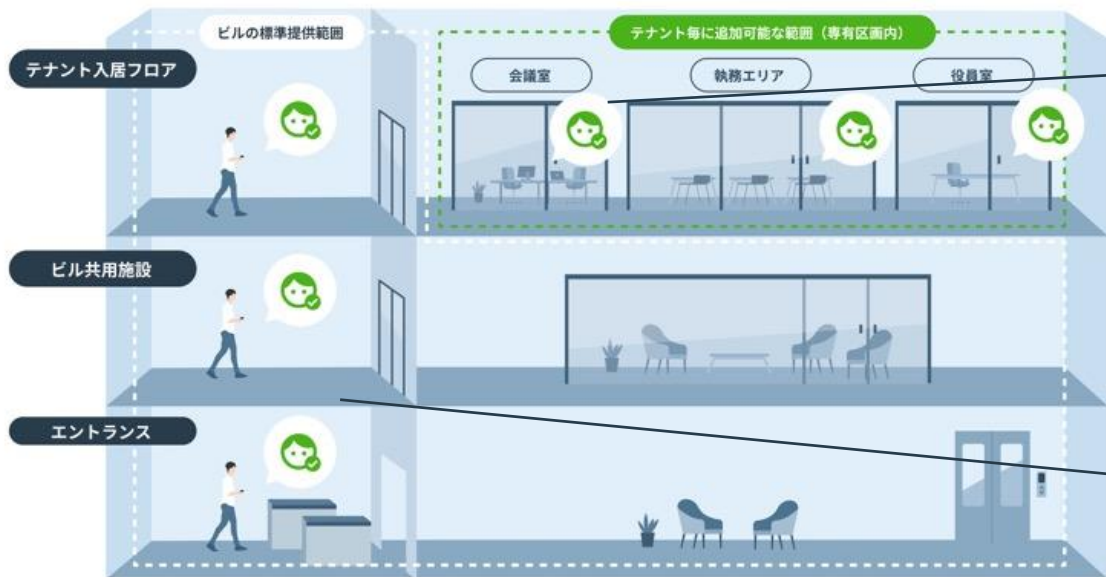 ビルの標準提供範囲
テナント毎に追加可能な範囲（専有区画内）
テナント入居フロア
会議室
執務エリア
役員室
ビル共用施設
エントランス